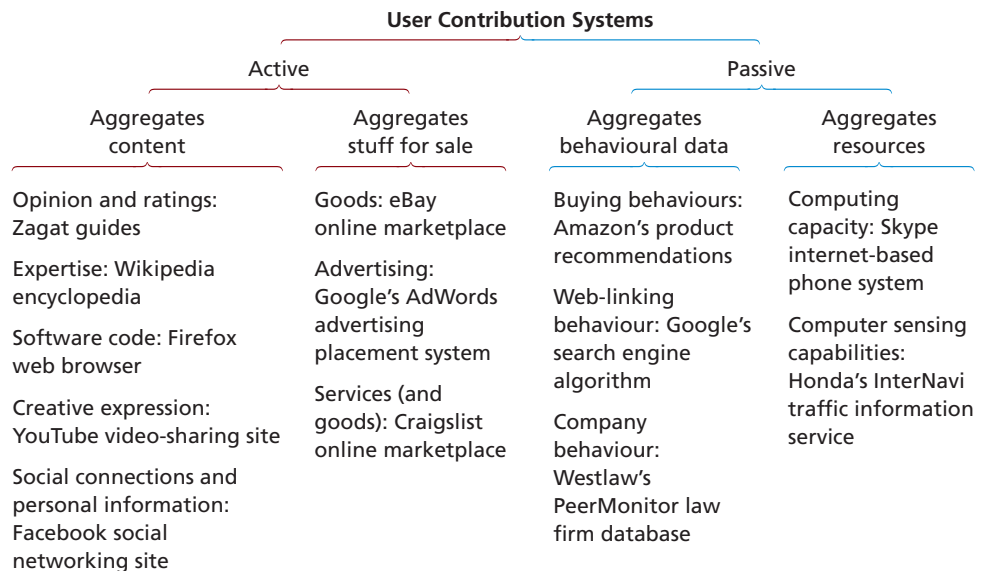 User Contribution Systems
Active
Passive
Aggregates
content
Aggregates
stuff for sale
Aggregates
behavioural data
Aggregates
resources
Opinion and ratings:
Zagat guides
Expertise: Wikipedia
encyclopedia
Software code: Firefox
web browser
Creative expression:
YouTube video-sharing site
Social connections and
personal information:
Facebook social
networking site
Goods: eBay
online marketplace
Advertising:
Google's AdWords
advertising
placement system
Services (and
goods): Craigslist
online marketplace
Buying behaviours:
Amazon's product
recommendations
Web-linking
behaviour: Google's
search engine
algorithm
Company
behaviour:
Westlaw's
PeerMonitor law
firm database
Computing
capacity: Skype
internet-based
phone system
Computer sensing
capabilities:
Honda's InterNavi
traffic information
service